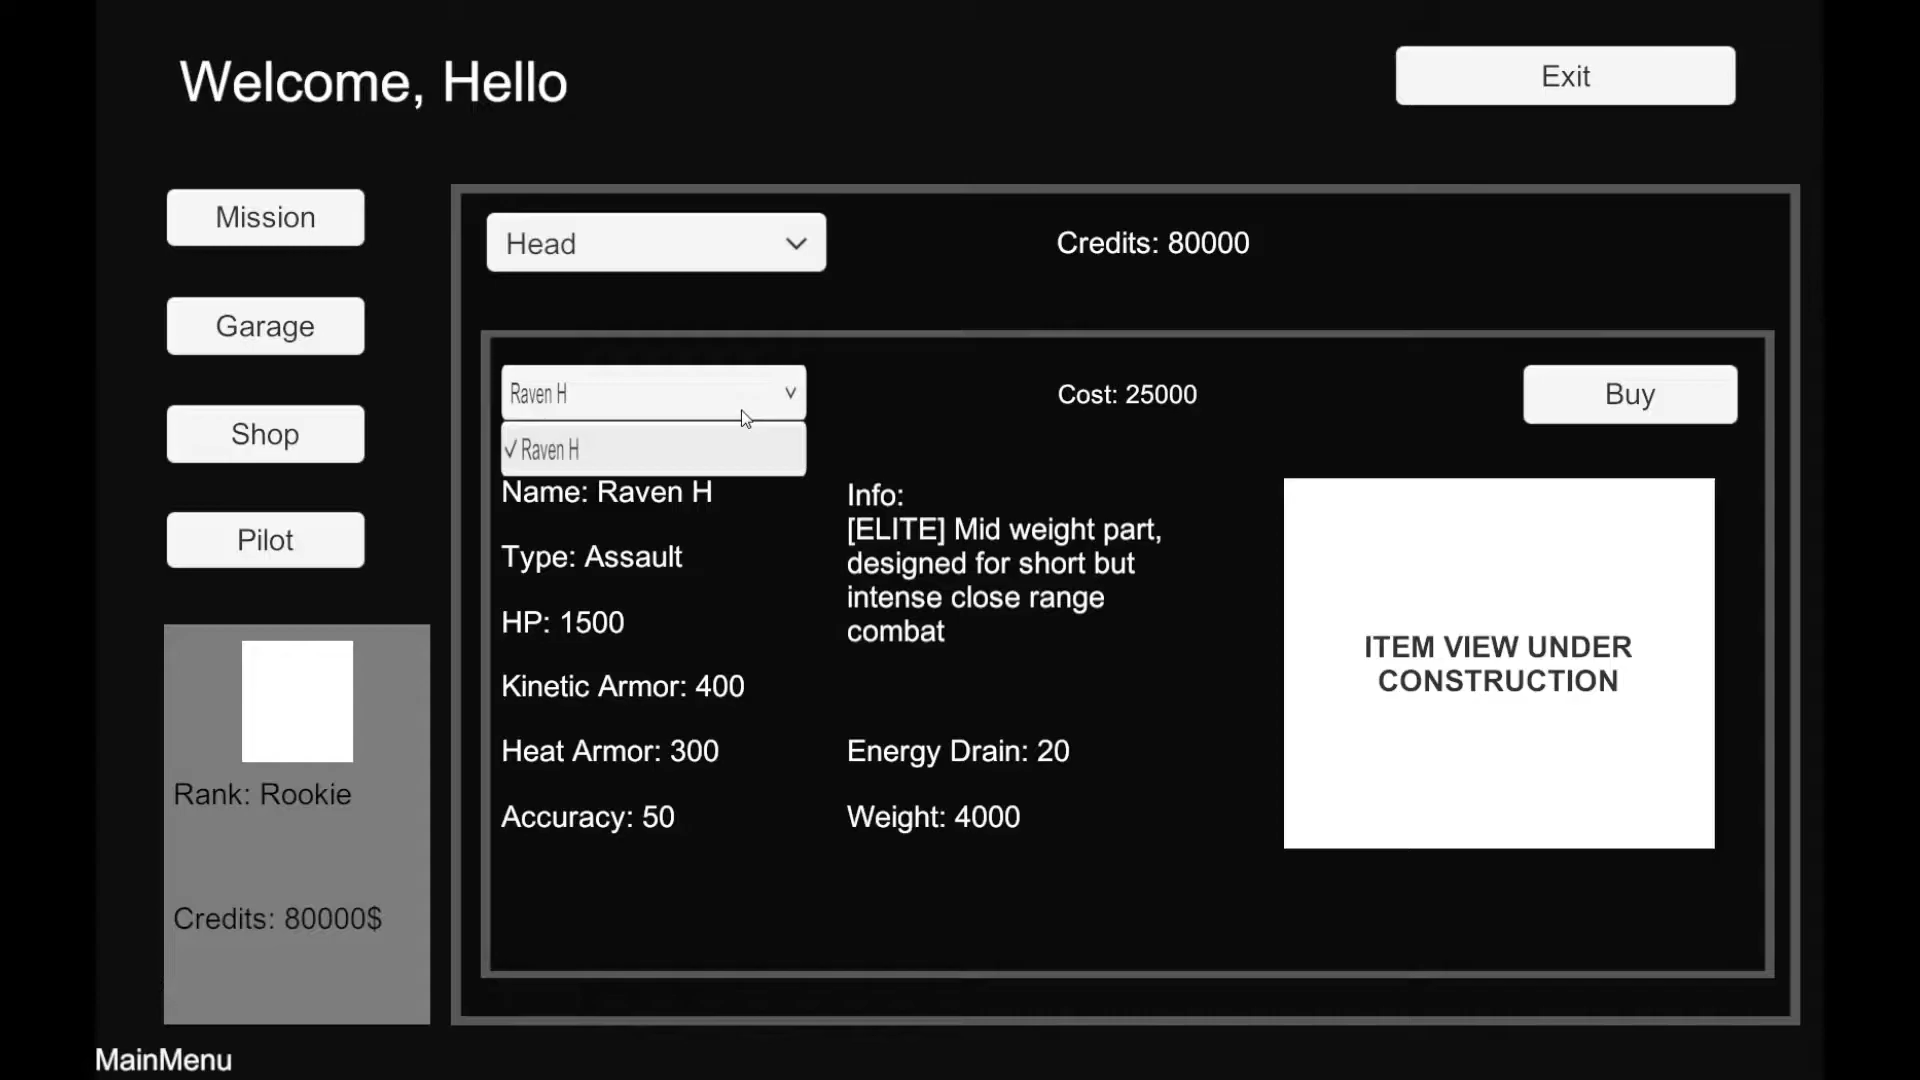 Welcome, Hello
Exit
Mission
Garage
Shop
Pilot
Head
Credits: 80000
Raven H
Cost: 25000
Buy
✓ Raven H
Name: Raven H
Type: Assault
HP: 1500
Kinetic Armor: 400
Heat Armor: 300
Accuracy: 50
Info:
[ELITE] Mid weight part,
designed for short but
intense close range
combat
Energy Drain: 20
Weight: 4000
ITEM VIEW UNDER
CONSTRUCTION
Rank: Rookie
Credits: 80000$
MainMenu